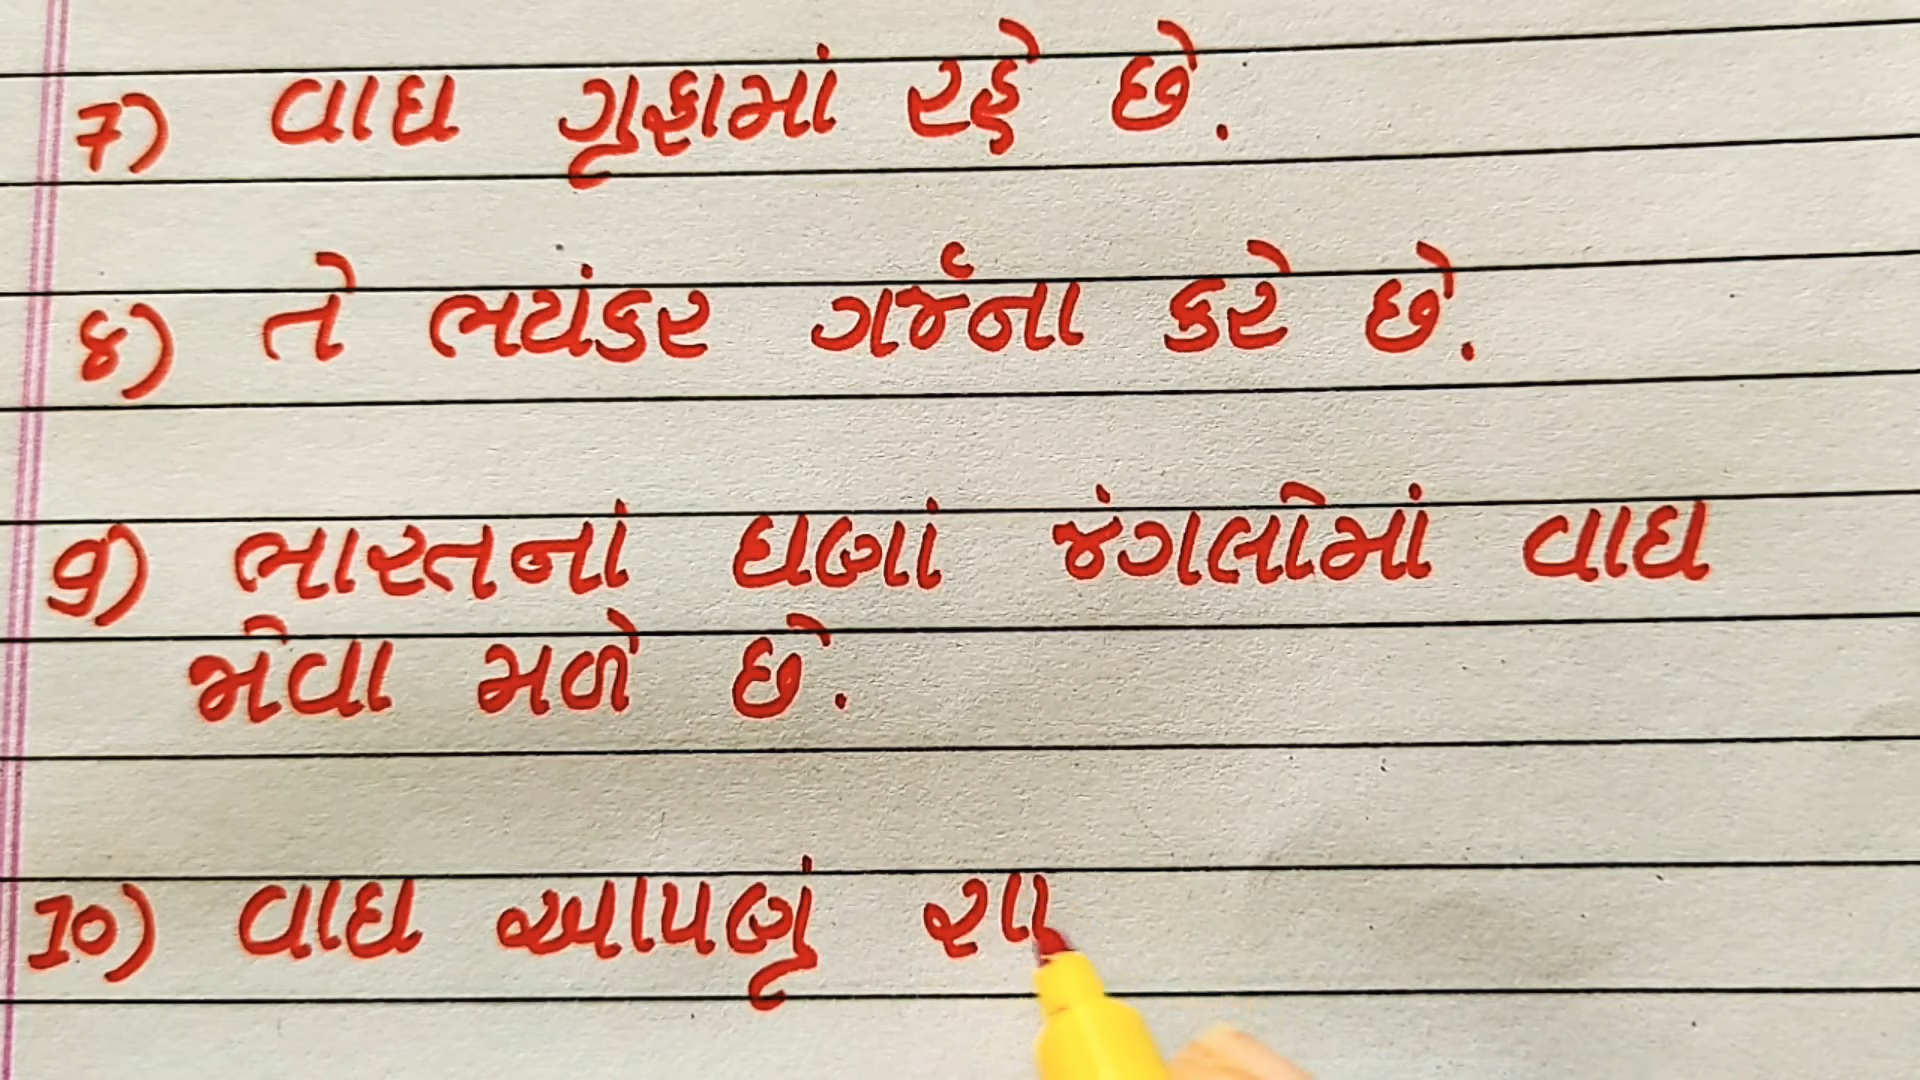 7) વાઘ ગુફામાં રહે છે.
8) તે ભયંકર ગર્જના કરે છે.
9) ભારતનાં ઘણાં જંગલોમાં વાઘ
જોવા મળે છે.
10) વાઘ આપણું રા